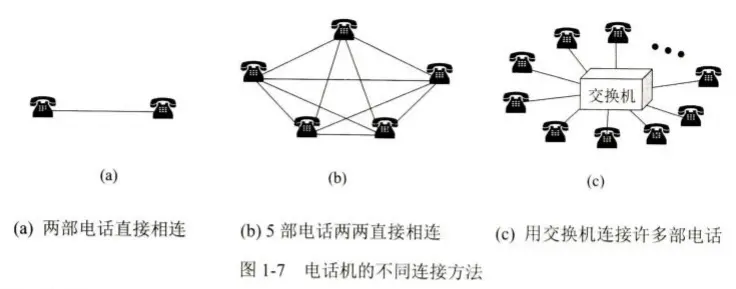 交换机
(a)
(b)
(c)
(a) 两部电话直接相连
(b) 5 部电话两两直接相连
(c) 用交换机连接许多部电话
图 1-7 电话机的不同连接方法